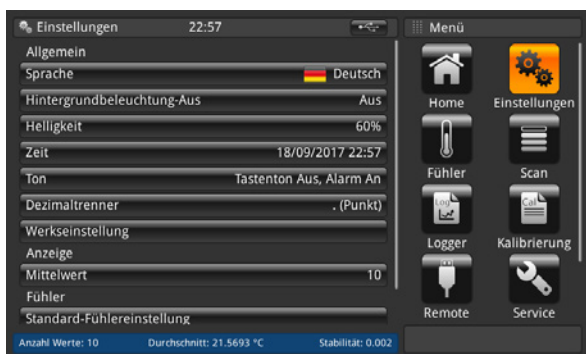 Einstellungen 22:57
Allgemein
Sprache Deutsch
Hintergrundbeleuchtung-Aus Aus
Helligkeit 60%
Zeit 18/09/2017 22:57
Ton Tastenton Aus, Alarm An
Dezimaltrenner . (Punkt)
Werkseinstellung
Anzeige
Mittelwert 10
Fühler
Standard-Fühlereinstellung
Anzahl Werte: 10 Durchschnitt: 21.5693 °C Stabilität: 0.002
Menü
Home Einstellungen
Fühler Scan
Log Cal
Logger Kalibrierung
Remote Service